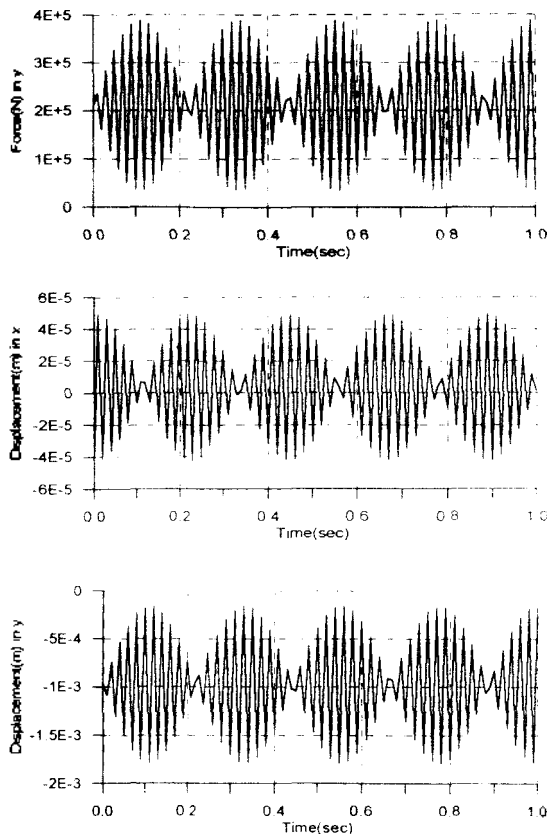 4E+5
3E+5
2E+5
1E+5
0
Force(N) in y
0.0 0.2 0.4 0.6 0.8 1.0
Time(sec)
6E-5
4E-5
2E-5
0
-2E-5
-4E-5
-6E-5
Displacement(m) in x
0.0 0.2 0.4 0.6 0.8 1.0
Time(sec)
0
-5E-4
-1E-3
-1.5E-3
-2E-3
Displacement(m) in y
0.0 0.2 0.4 0.6 0.8 1.0
Time(sec)